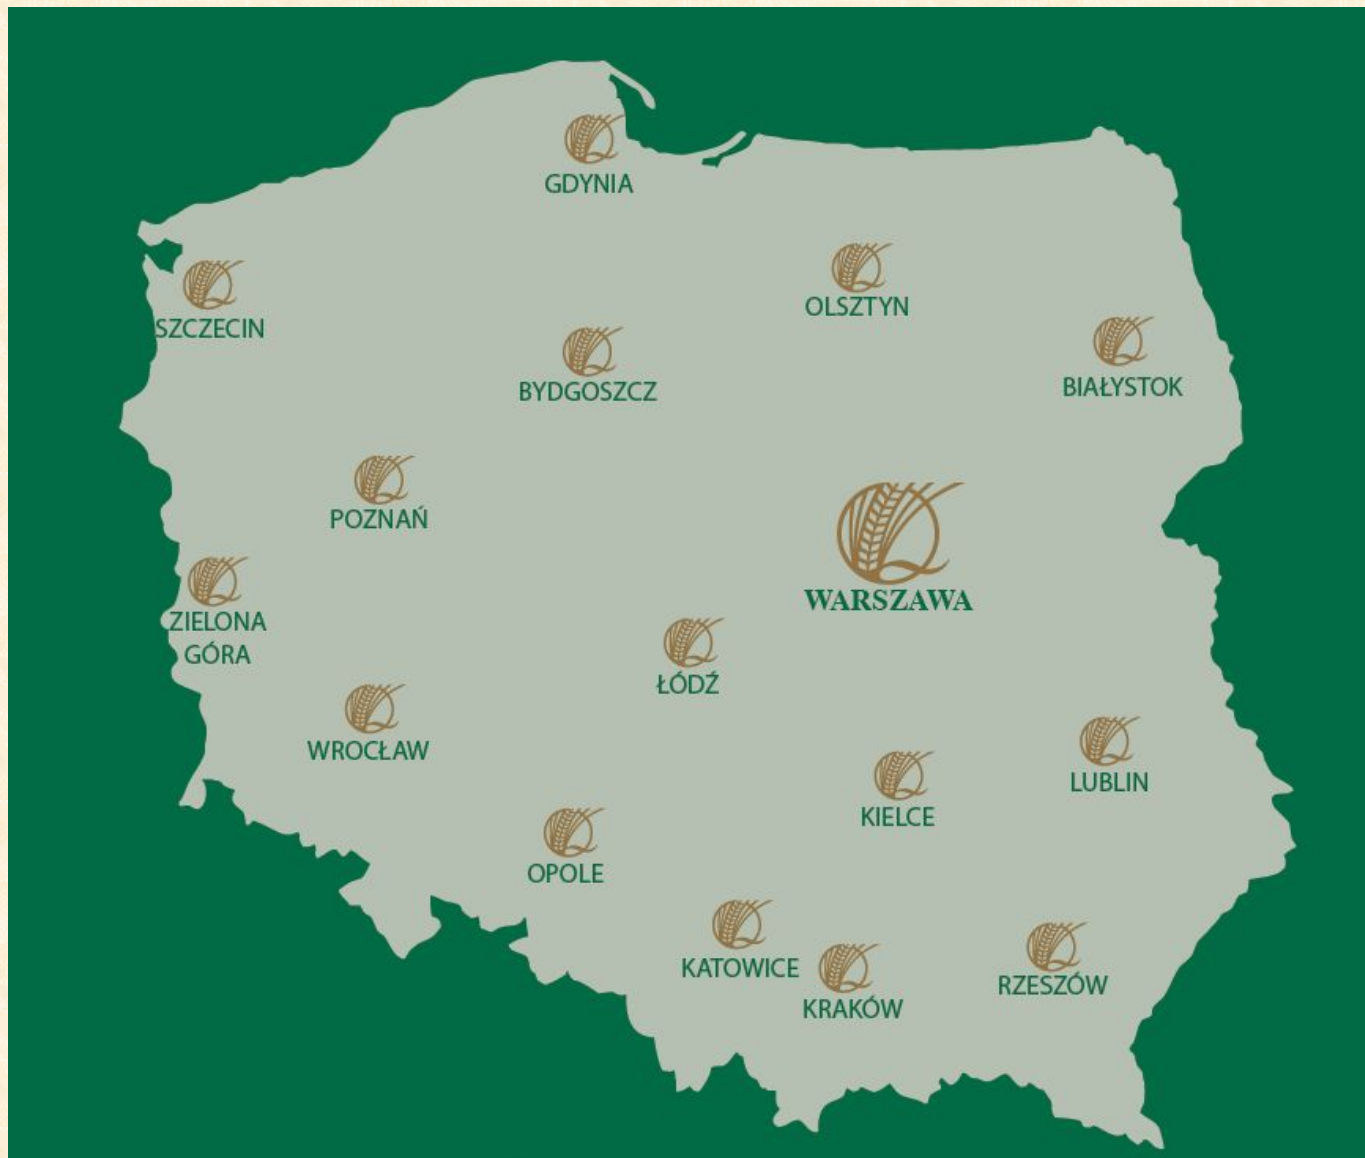 GDYNIA
OLSZTYN
SZCZECIN
BIAŁYSTOK
BYDGOSZCZ
POZNAŃ
WARSZAWA
ZIELONA
GÓRA
ŁÓDŹ
WROCŁAW
LUBLIN
KIELCE
OPOLE
KATOWICE
RZESZÓW
KRAKÓW